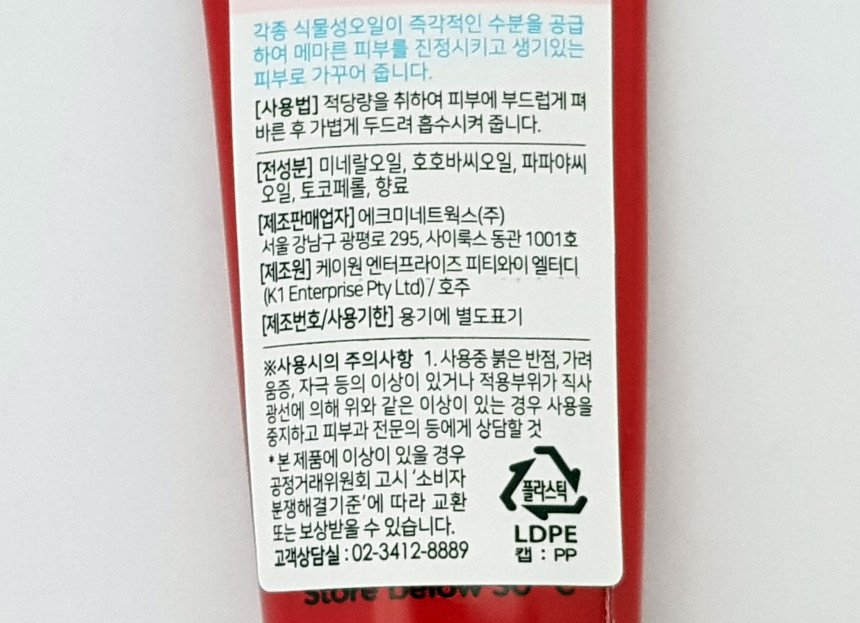 각종 식물성오일이 즉각적인 수분을 공급
하여 메마른 피부를 진정시키고 생기있는
피부로 가꾸어 줍니다.
[사용법] 적당량을 취하여 피부에 부드럽게 펴
바른 후 가볍게 두드려 흡수시켜 줍니다.
[전성분] 미네랄오일, 호호바씨오일, 파파야씨
오일, 토코페롤, 향료
[제조판매업자] 에크미네트웍스(주)
서울 강남구 광평로 295, 사이룩스 동관 1001호
[제조원] 케이원 엔터프라이즈 피티와이 엘티디
(K1 Enterprise Pty Ltd) / 호주
[제조번호/사용기한] 용기에 별도표기
※사용시의 주의사항 1. 사용중 붉은 반점, 가려
움증, 자극 등의 이상이 있거나 적용부위가 직사
광선에 의해 위와 같은 이상이 있는 경우 사용을
중지하고 피부과 전문의 등에게 상담할 것
* 본 제품에 이상이 있을 경우
공정거래위원회 고시 '소비자
분쟁해결기준'에 따라 교환
또는 보상받을 수 있습니다.
고객상담실 : 02-3412-8889
플라스틱
LDPE
캡 : PP
Store below 30°C